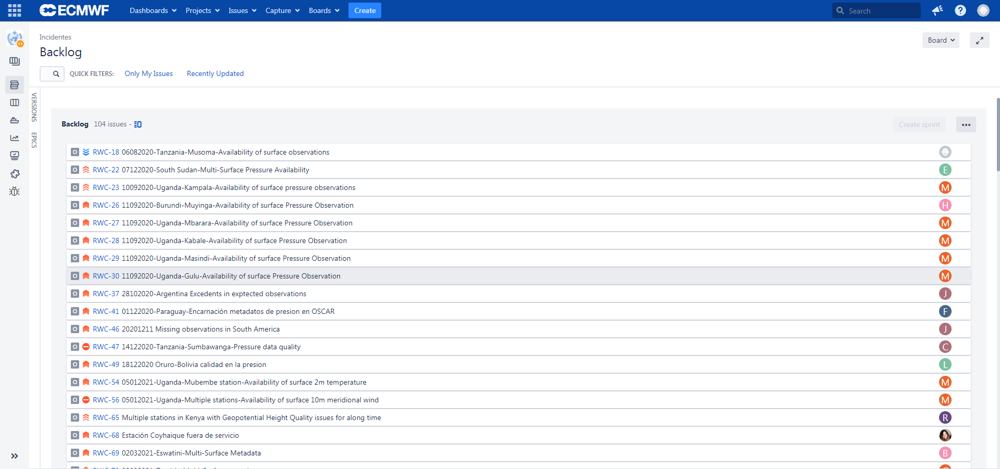 ECMWF Dashboards Projects Issues Capture Boards Create Search
Incidentes
Backlog
Board
QUICK FILTERS: Only My Issues Recently Updated
VERSIONS
EPICS
Backlog 104 issues - Create sprint
RWC-18 06082020-Tanzania-Musoma-Availability of surface observations
RWC-22 07122020-South Sudan-Multi-Surface Pressure Availability E
RWC-23 10092020-Uganda-Kampala-Availability of surface pressure observations M
RWC-26 11092020-Burundi-Muyinga-Availability of surface Pressure Observation H
RWC-27 11092020-Uganda-Mbarara-Availability of surface Pressure Observation M
RWC-28 11092020-Uganda-Kabale-Availability of surface Pressure Observation M
RWC-29 11092020-Uganda-Masindi-Availability of surface Pressure Observation M
RWC-30 11092020-Uganda-Gulu-Availability of surface Pressure Observation M
RWC-37 28102020-Argentina Excedents in exptected observations J
RWC-41 01122020-Paraguay-Encarnación metadatos de presion en OSCAR F
RWC-46 20201211 Missing observations in South America J
RWC-47 14122020-Tanzania-Sumbawanga-Pressure data quality C
RWC-49 18122020 Oruro-Bolivia calidad en la presion L
RWC-54 05012021-Uganda-Mubembe station-Availability of surface 2m temperature M
RWC-56 05012021-Uganda-Multiple stations-Availability of surface 10m meridional wind M
RWC-65 Multiple stations in Kenya with Geopotential Height Quality issues for along time R
RWC-68 Estación Coyhaique fuera de servicio
RWC-69 02032021-Eswatini-Multi-Surface Metadata B